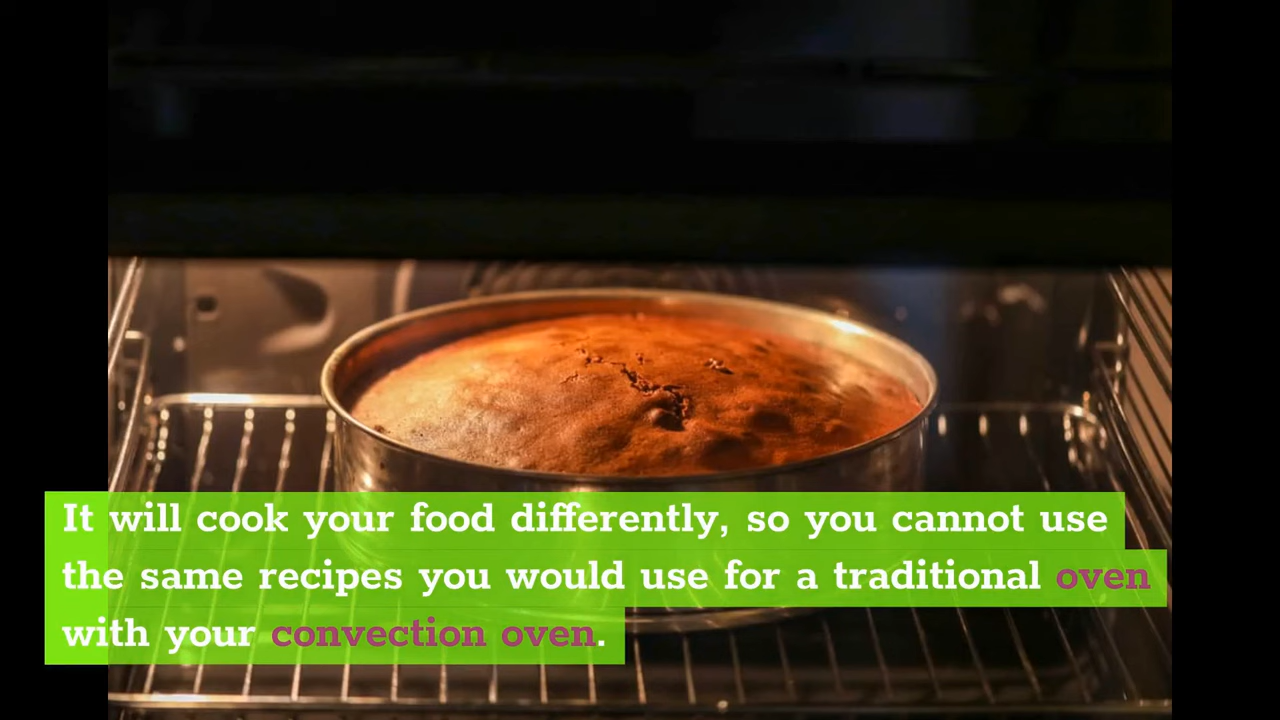 It will cook your food differently, so you cannot use
the same recipes you would use for a traditional oven
with your convection oven.